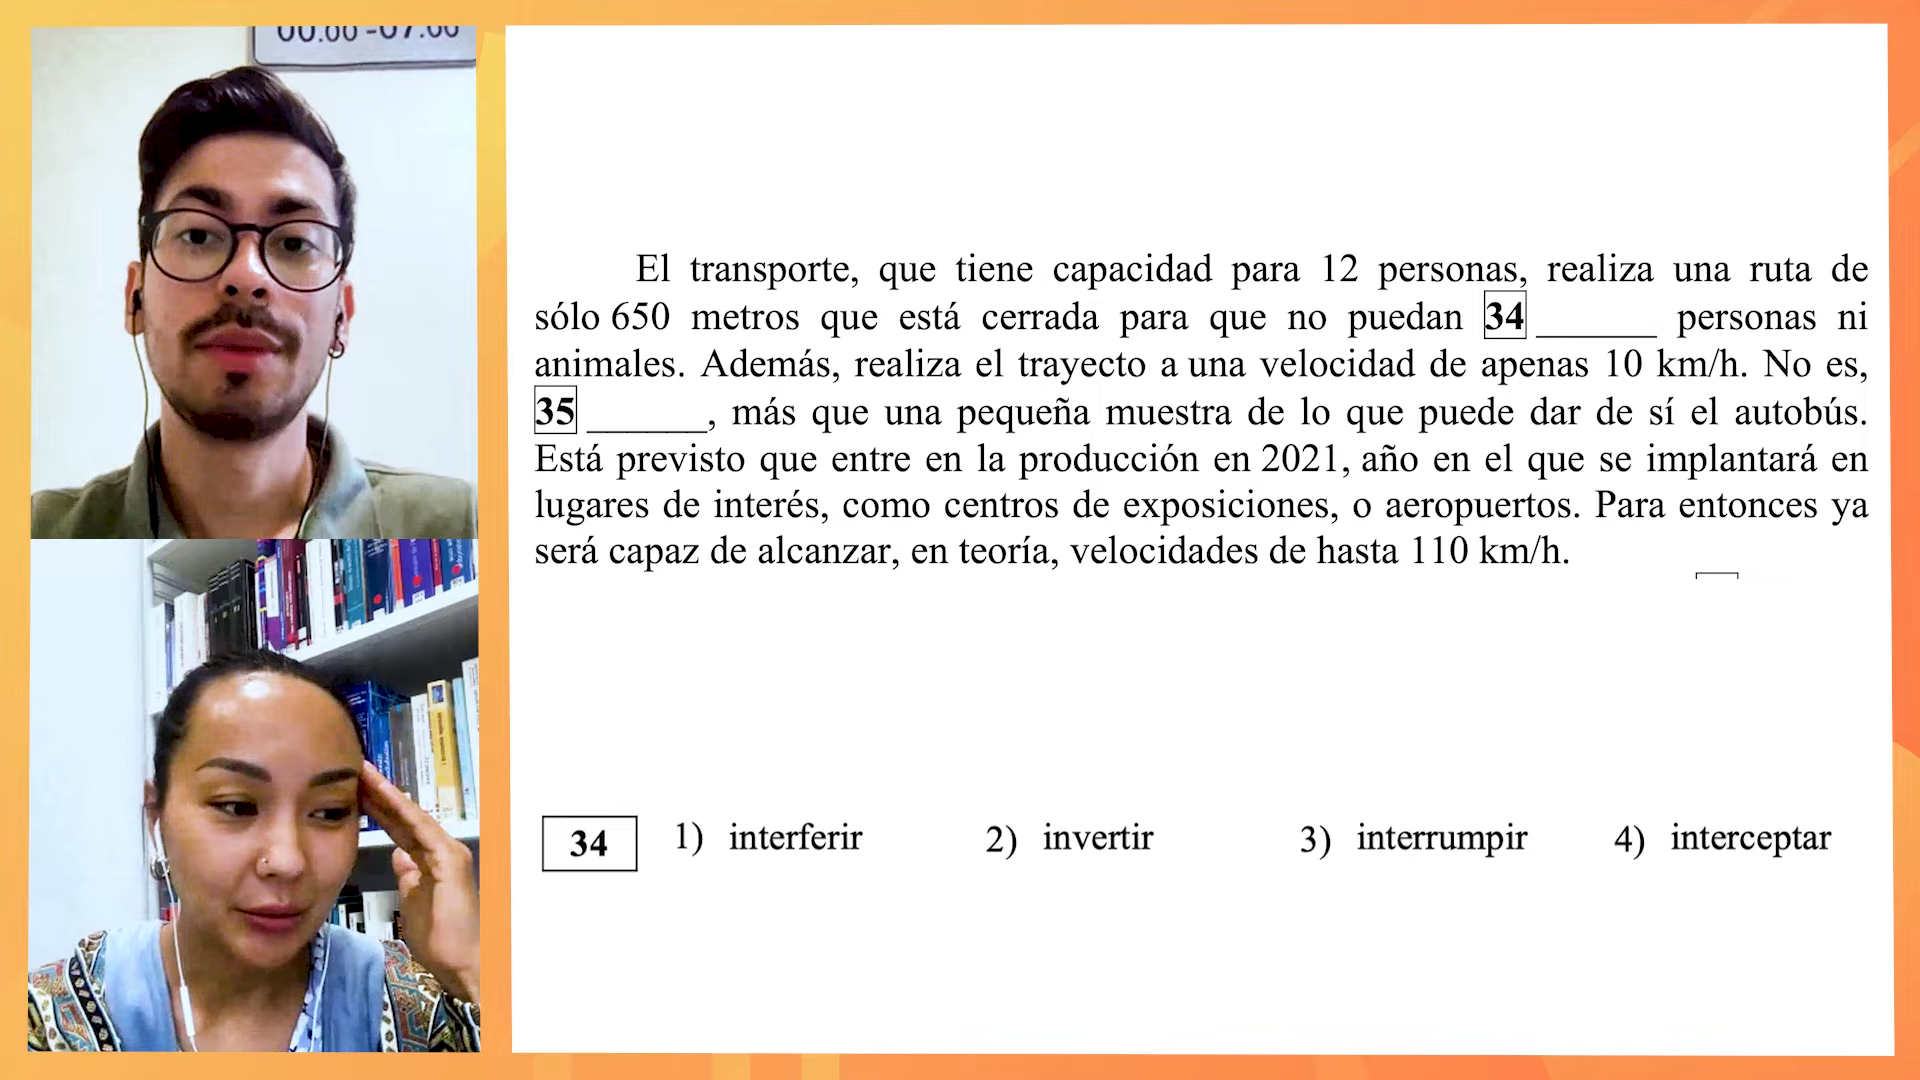 00.00 -07.00
El transporte, que tiene capacidad para 12 personas, realiza una ruta de
sólo 650 metros que está cerrada para que no puedan 34 ______ personas ni
animales. Además, realiza el trayecto a una velocidad de apenas 10 km/h. No es,
35 ______, más que una pequeña muestra de lo que puede dar de sí el autobús.
Está previsto que entre en la producción en 2021, año en el que se implantará en
lugares de interés, como centros de exposiciones, o aeropuertos. Para entonces ya
será capaz de alcanzar, en teoría, velocidades de hasta 110 km/h.
34 1) interferir 2) invertir 3) interrumpir 4) interceptar